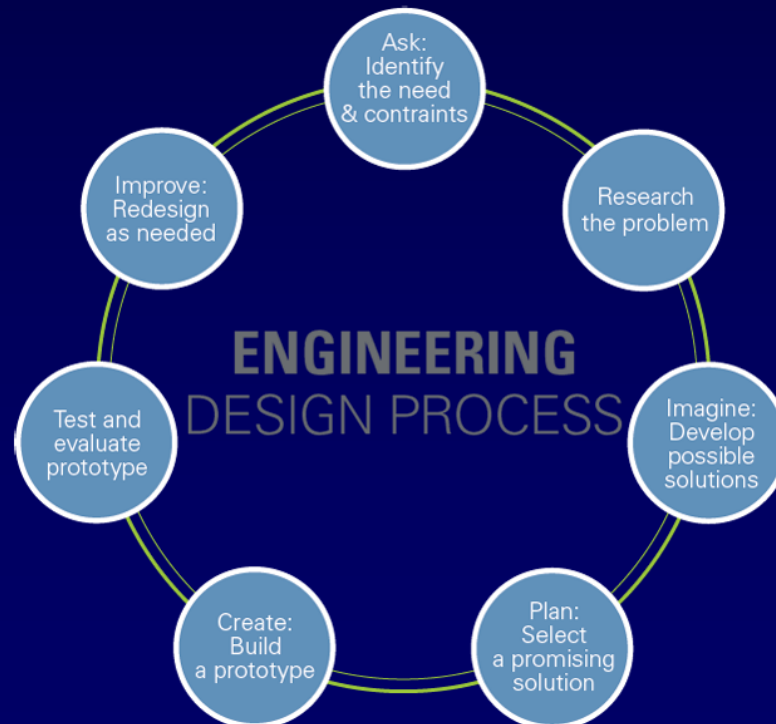 Ask:
Identify
the need
& contraints
Research
the problem
Imagine:
Develop
possible
solutions
Plan:
Select
a promising
solution
Create:
Build
a prototype
Test and
evaluate
prototype
Improve:
Redesign
as needed
ENGINEERING
DESIGN PROCESS